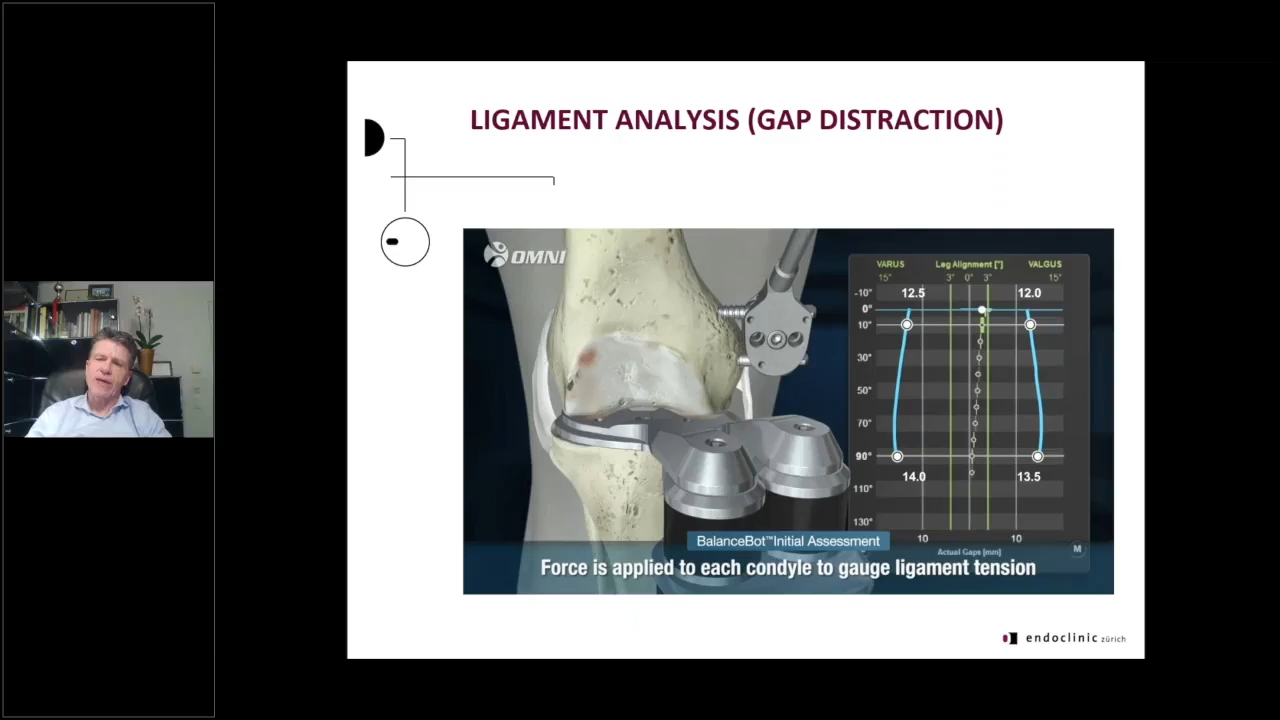 LIGAMENT ANALYSIS (GAP DISTRACTION)
OMNI
VARUS Leg Alignment [°] VALGUS
15° 3° 0° 3° 15°
-10° 12.5 12.0
0°
10°
30°
50°
70°
90°
14.0 13.5
110°
130°
10 10
Actual Gaps [mm] M
BalanceBot™ Initial Assessment
Force is applied to each condyle to gauge ligament tension
endoclinic zürich